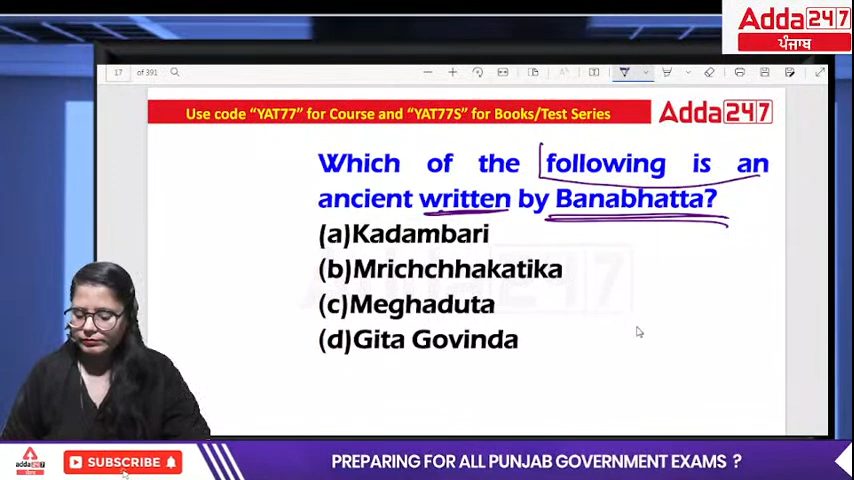 Adda247
ਪੰਜਾਬ
17 of 391
Use code "YAT77" for Course and "YAT77S" for Books/Test Series
Adda247
Which of the following is an
ancient written by Banabhatta?
(a)Kadambari
(b)Mrichchhakatika
(c)Meghaduta
(d)Gita Govinda
adda247
SUBSCRIBE
PREPARING FOR ALL PUNJAB GOVERNMENT EXAMS ?